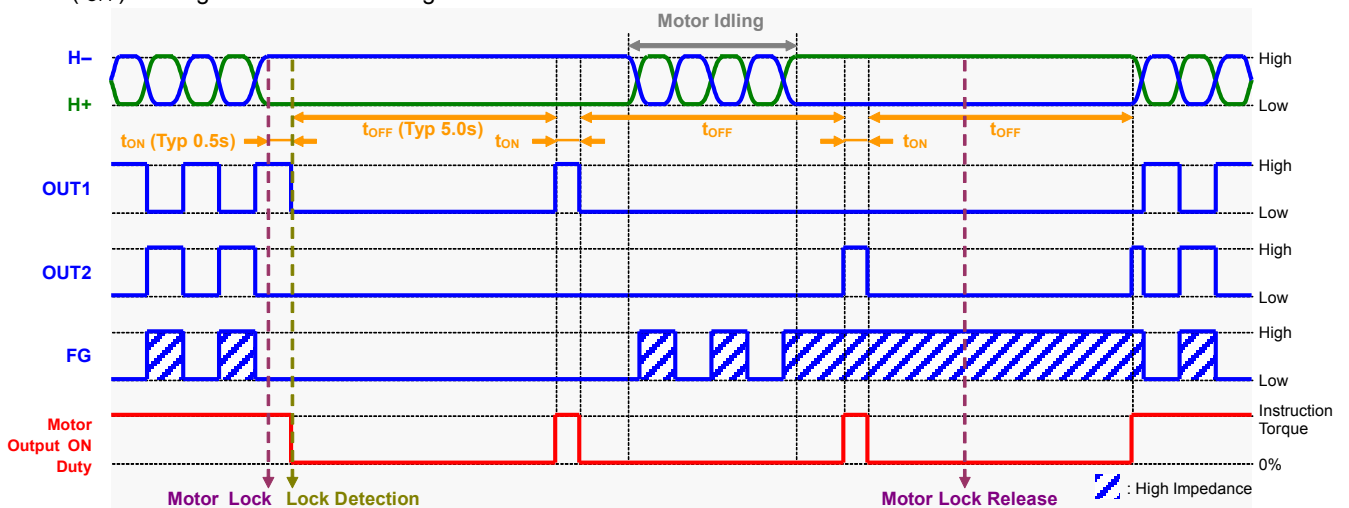 Motor Idling
H–
High
H+
Low
tOFF (Typ 5.0s)
tOFF
tOFF
tON (Typ 0.5s)
tON
tON
OUT1
High
Low
OUT2
High
Low
FG
High
Low
Motor
Output ON
Duty
Instruction
Torque
0%
Motor Lock
Lock Detection
Motor Lock Release
: High Impedance